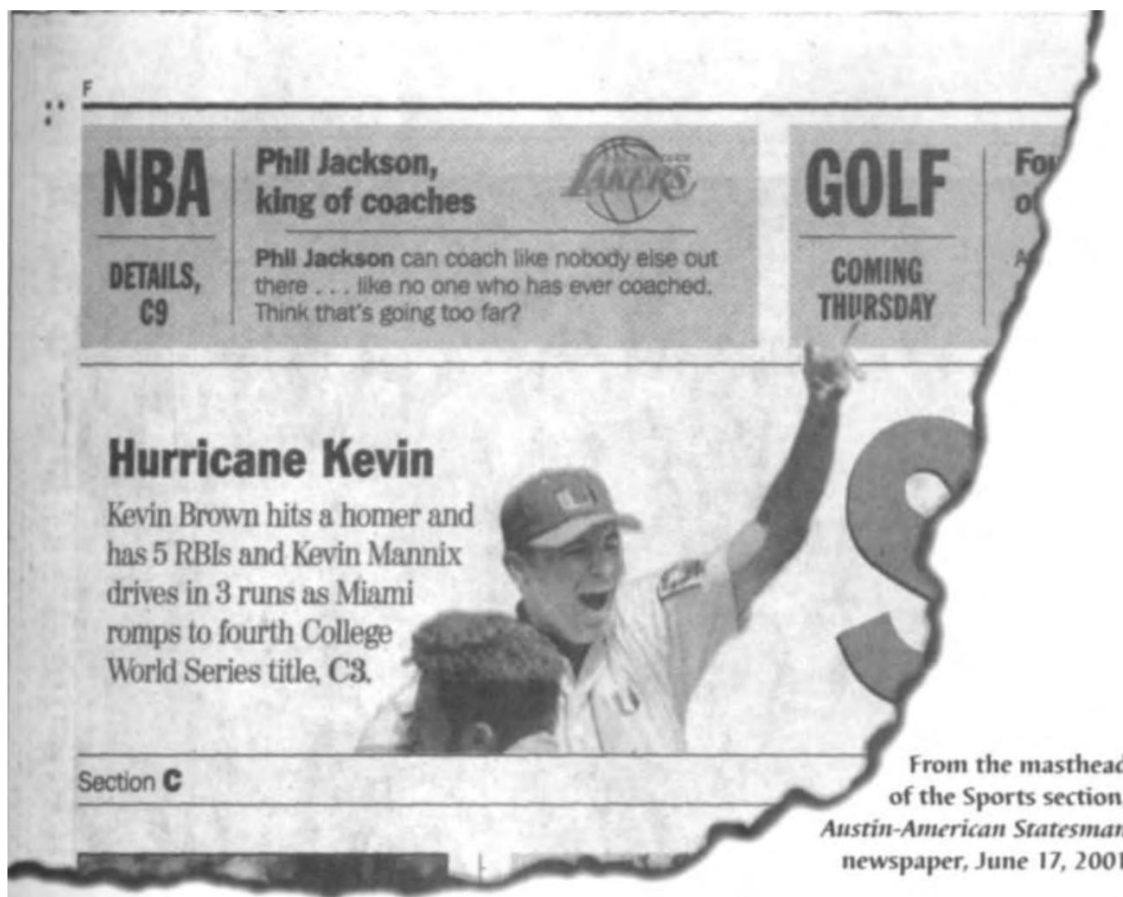 F
NBA
DETAILS,
C9
Phil Jackson,
king of coaches
LAKERS
Phil Jackson can coach like nobody else out
there . . . like no one who has ever coached.
Think that's going too far?
GOLF
COMING
THURSDAY
Fou
of
Hurricane Kevin
Kevin Brown hits a homer and
has 5 RBIs and Kevin Mannix
drives in 3 runs as Miami
romps to fourth College
World Series title, C3.
S
Section C
From the masthead
of the Sports section,
Austin-American Statesman
newspaper, June 17, 2001